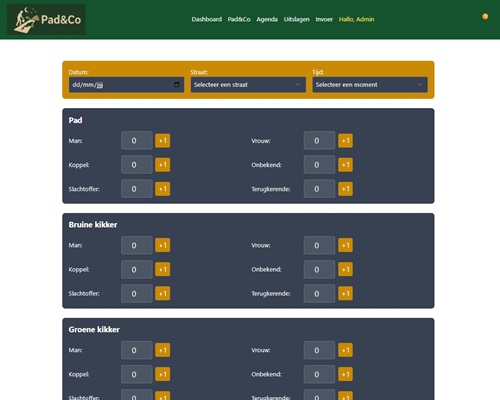 Pad&Co
Dashboard Pad&Co Agenda Uitslagen Invoer Hallo, Admin
Datum: Straat: Tijd:
dd/mm/jjjj Selecteer een straat Selecteer een moment
Pad
Man: 0 +1 Vrouw: 0 +1
Koppel: 0 +1 Onbekend: 0 +1
Slachtoffer: 0 +1 Terugkerende: 0 +1
Bruine kikker
Man: 0 +1 Vrouw: 0 +1
Koppel: 0 +1 Onbekend: 0 +1
Slachtoffer: 0 +1 Terugkerende: 0 +1
Groene kikker
Man: 0 +1 Vrouw: 0 +1
Koppel: 0 +1 Onbekend: 0 +1
Slachtoffer: 0 +1 Terugkerende: 0 +1